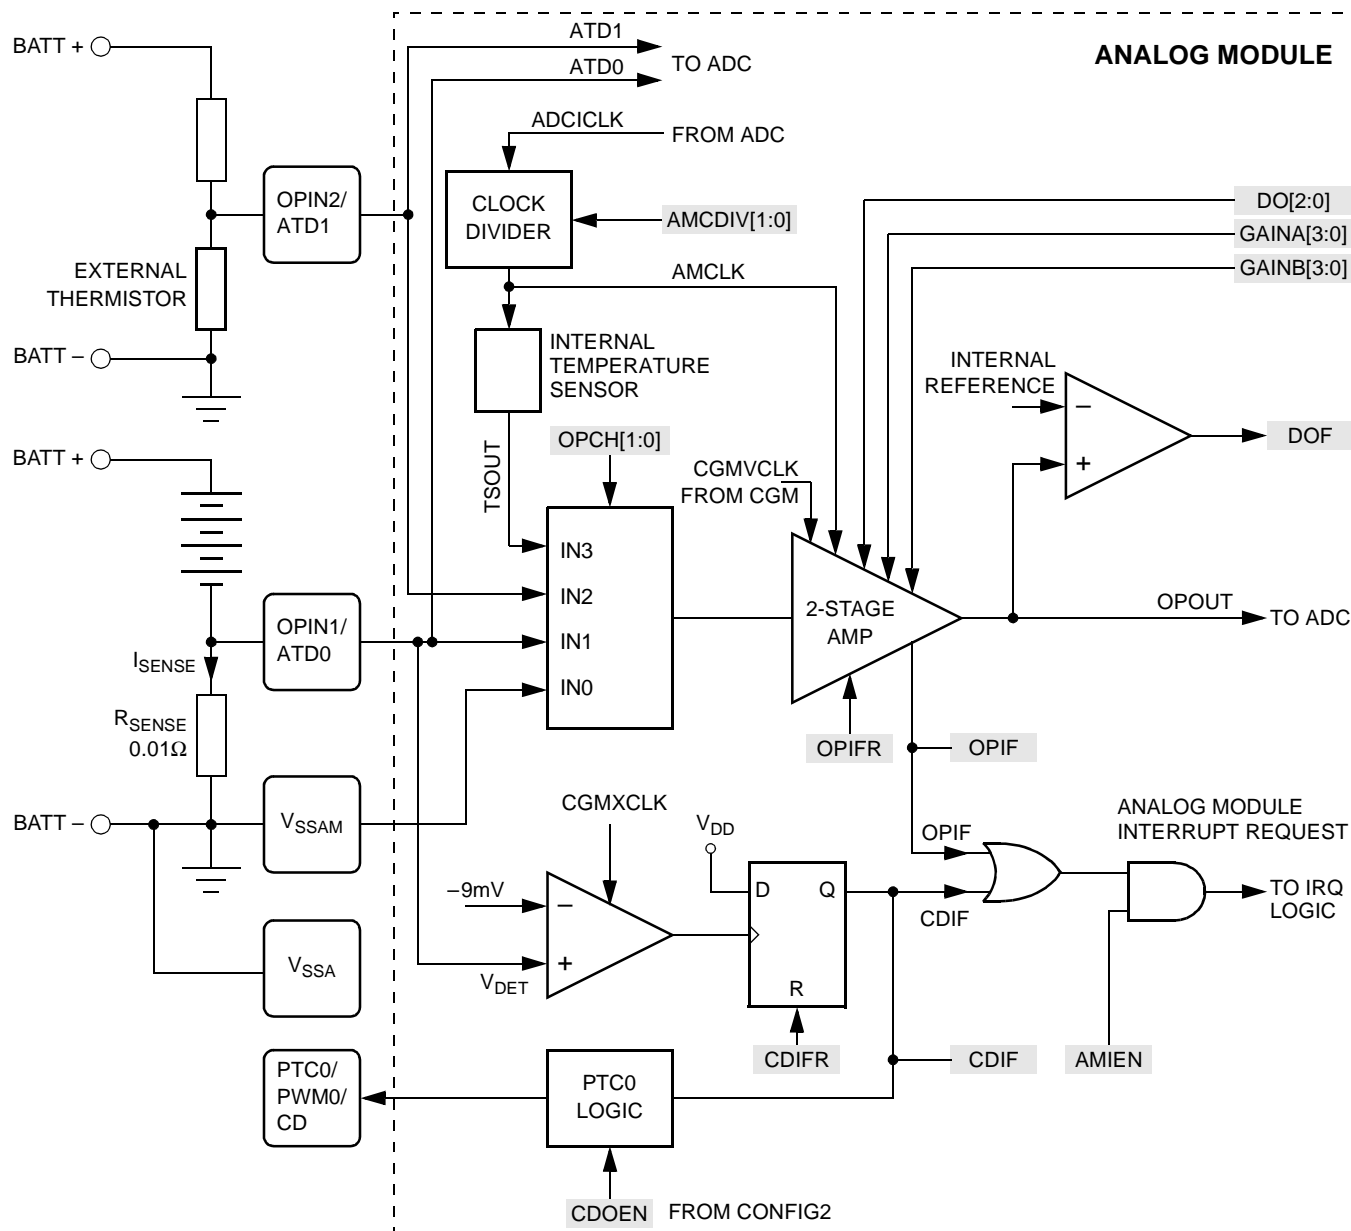 ANALOG MODULE
BATT +
ATD1
ATD0
TO ADC
ADCICLK
FROM ADC
OPIN2/
ATD1
CLOCK
DIVIDER
AMCDIV[1:0]
DO[2:0]
GAINA[3:0]
GAINB[3:0]
EXTERNAL
THERMISTOR
AMCLK
BATT –
INTERNAL
TEMPERATURE
SENSOR
INTERNAL
REFERENCE
–
+
DOF
BATT +
TSOUT
OPCH[1:0]
CGMVCLK
FROM CGM
IN3
IN2
IN1
IN0
2-STAGE
AMP
OPOUT
TO ADC
OPIN1/
ATD0
ISENSE
RSENSE
0.01Ω
OPIFR
OPIF
BATT –
VSSAM
CGMXCLK
VDD
ANALOG MODULE
INTERRUPT REQUEST
OPIF
CDIF
TO IRQ
LOGIC
–9mV
–
+
VDET
D
Q
R
VSSA
CDIFR
CDIF
AMIEN
PTC0/
PWM0/
CD
PTC0
LOGIC
CDOEN
FROM CONFIG2